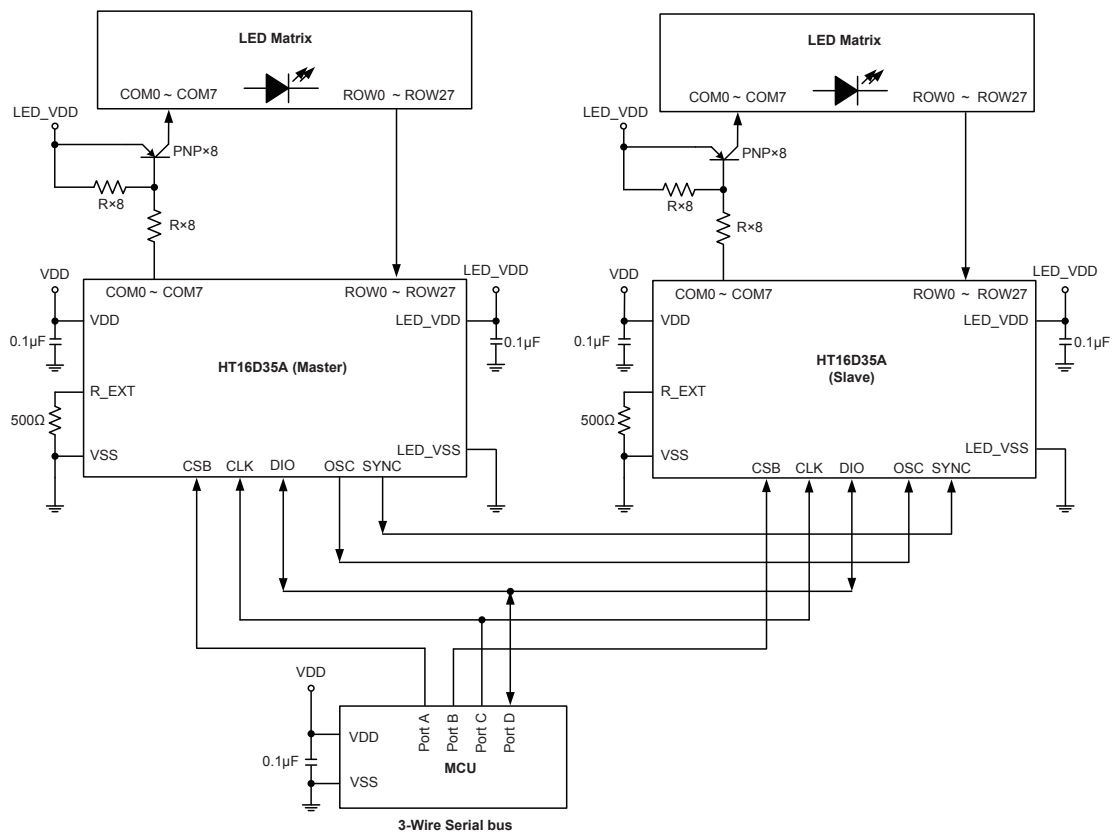 LED Matrix
COM0 ~ COM7
ROW0 ~ ROW27
LED_VDD
PNP×8
R×8
R×8
VDD
LED_VDD
COM0 ~ COM7
ROW0 ~ ROW27
VDD
LED_VDD
0.1μF
0.1μF
HT16D35A (Master)
R_EXT
500Ω
VSS
LED_VSS
CSB
CLK
DIO
OSC
SYNC
LED Matrix
COM0 ~ COM7
ROW0 ~ ROW27
LED_VDD
PNP×8
R×8
R×8
VDD
LED_VDD
COM0 ~ COM7
ROW0 ~ ROW27
VDD
LED_VDD
0.1μF
0.1μF
HT16D35A
(Slave)
R_EXT
500Ω
VSS
LED_VSS
CSB
CLK
DIO
OSC
SYNC
VDD
VDD
0.1μF
VSS
Port A
Port B
Port C
Port D
MCU
3-Wire Serial bus